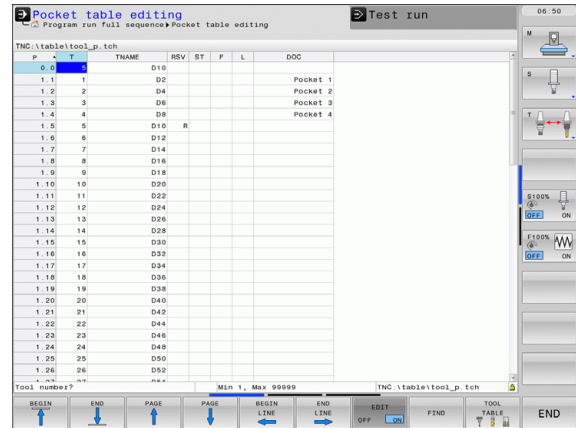 Pocket table editing
Program run full sequence Pocket table editing
Test run
06:50
TNC:\table\tool_p.tch
P T TNAME RSV ST F L DOC
0.0 5 D10
1.1 1 D2 Pocket 1
1.2 2 D4 Pocket 2
1.3 3 D6 Pocket 3
1.4 4 D8 Pocket 4
1.5 5 D10 R
1.6 6 D12
1.7 7 D14
1.8 8 D16
1.9 9 D18
1.10 10 D20
1.11 11 D22
1.12 12 D24
1.13 13 D26
1.14 14 D28
1.15 15 D30
1.16 16 D32
1.17 17 D34
1.18 18 D36
1.19 19 D38
1.20 20 D40
1.21 21 D42
1.22 22 D44
1.23 23 D46
1.24 24 D48
1.25 25 D50
1.26 26 D52
Tool number? Min 1, Max 99999 TNC:\table\tool_p.tch
M
S
T
S100%
OFF ON
F100%
OFF ON
BEGIN
END
PAGE
PAGE
BEGIN LINE
END LINE
EDIT
OFF ON
FIND
TOOL TABLE
END